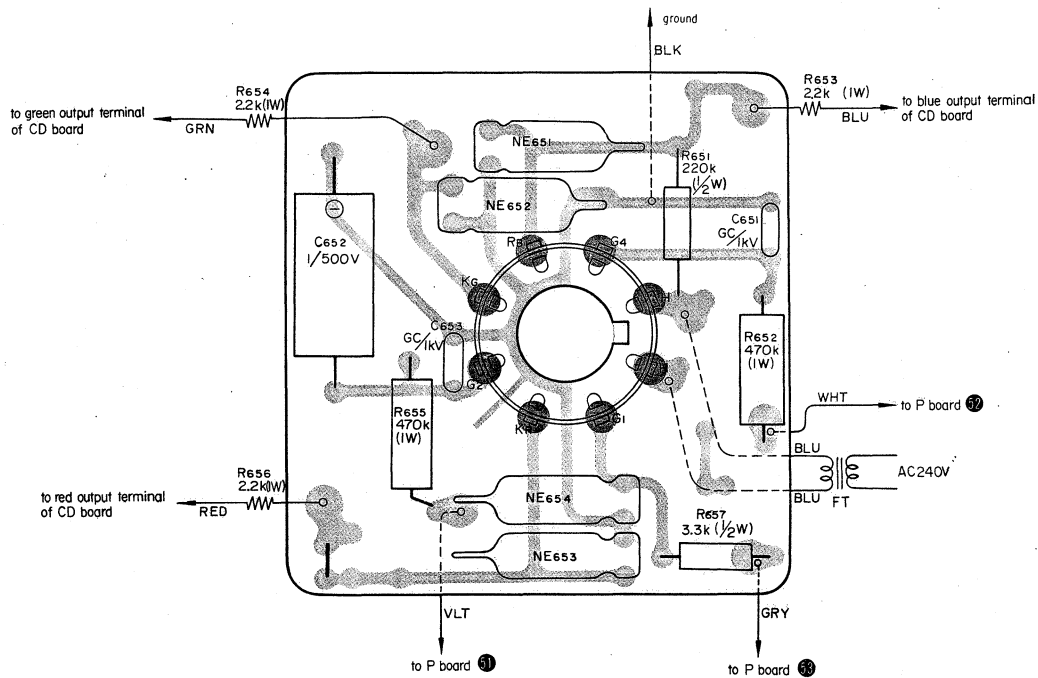 ground
BLK
R654
2.2k(1W)
to green output terminal
of CD board
GRN
R653
2.2k (1W)
BLU
to blue output terminal
of CD board
NE651
R651
220k
(1/2W)
NE652
C651
GC/1kV
C652
1/500V
G4
KG
H
C653
GC/1kV
G2
R652
470k
(1W)
R655
470k
(1W)
G1
WHT
to P board 52
BLU
AC240V
BLU
FT
R656
2.2k(1W)
to red output terminal
of CD board
RED
NE654
R657
3.3k (1/2W)
NE653
VLT
GRY
to P board 51
to P board 53